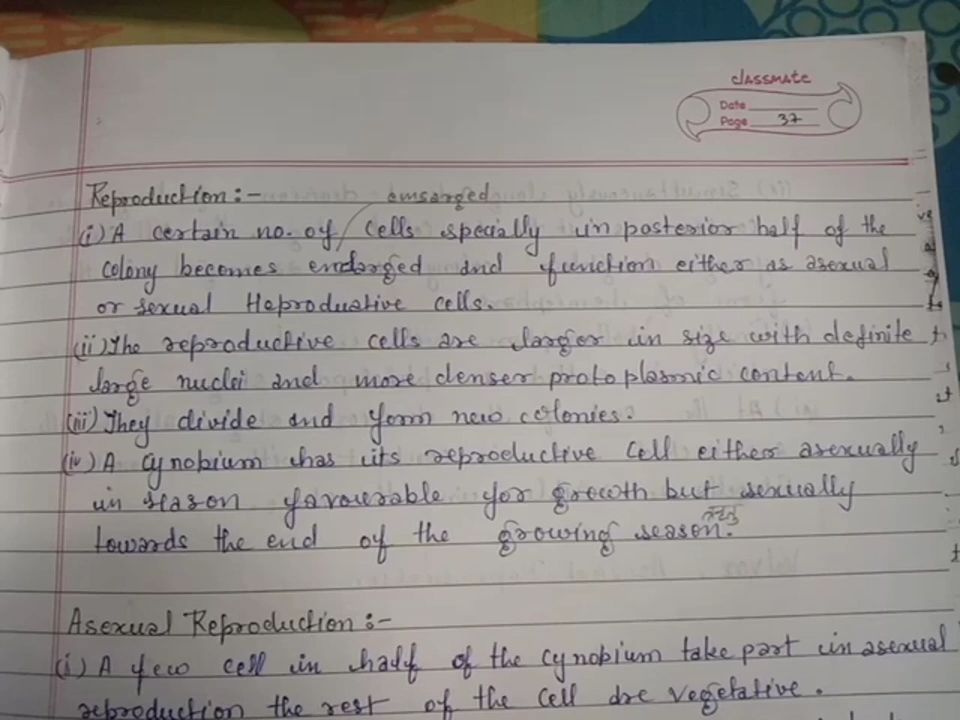 classmate
Date
Page 37
Reproduction :-
emsarged
(i) A certain no. of cells specially in posterior half of the
colony becomes enlarged and function either as asexual
or sexual Heproductive cells.
(ii) The reproductive cells are larger in size with definite
large nuclei and more denser protoplasmic content.
(iii) They divide and form new colonies.
(iv) A cynobium has its reproductive cell either asexually
in season favourable for growth but sexually
towards the end of the growing season.
Asexual Reproduction :-
(i) A few cell in half of the cynobium take part in asexual
reproduction the rest of the cell are vegetative.